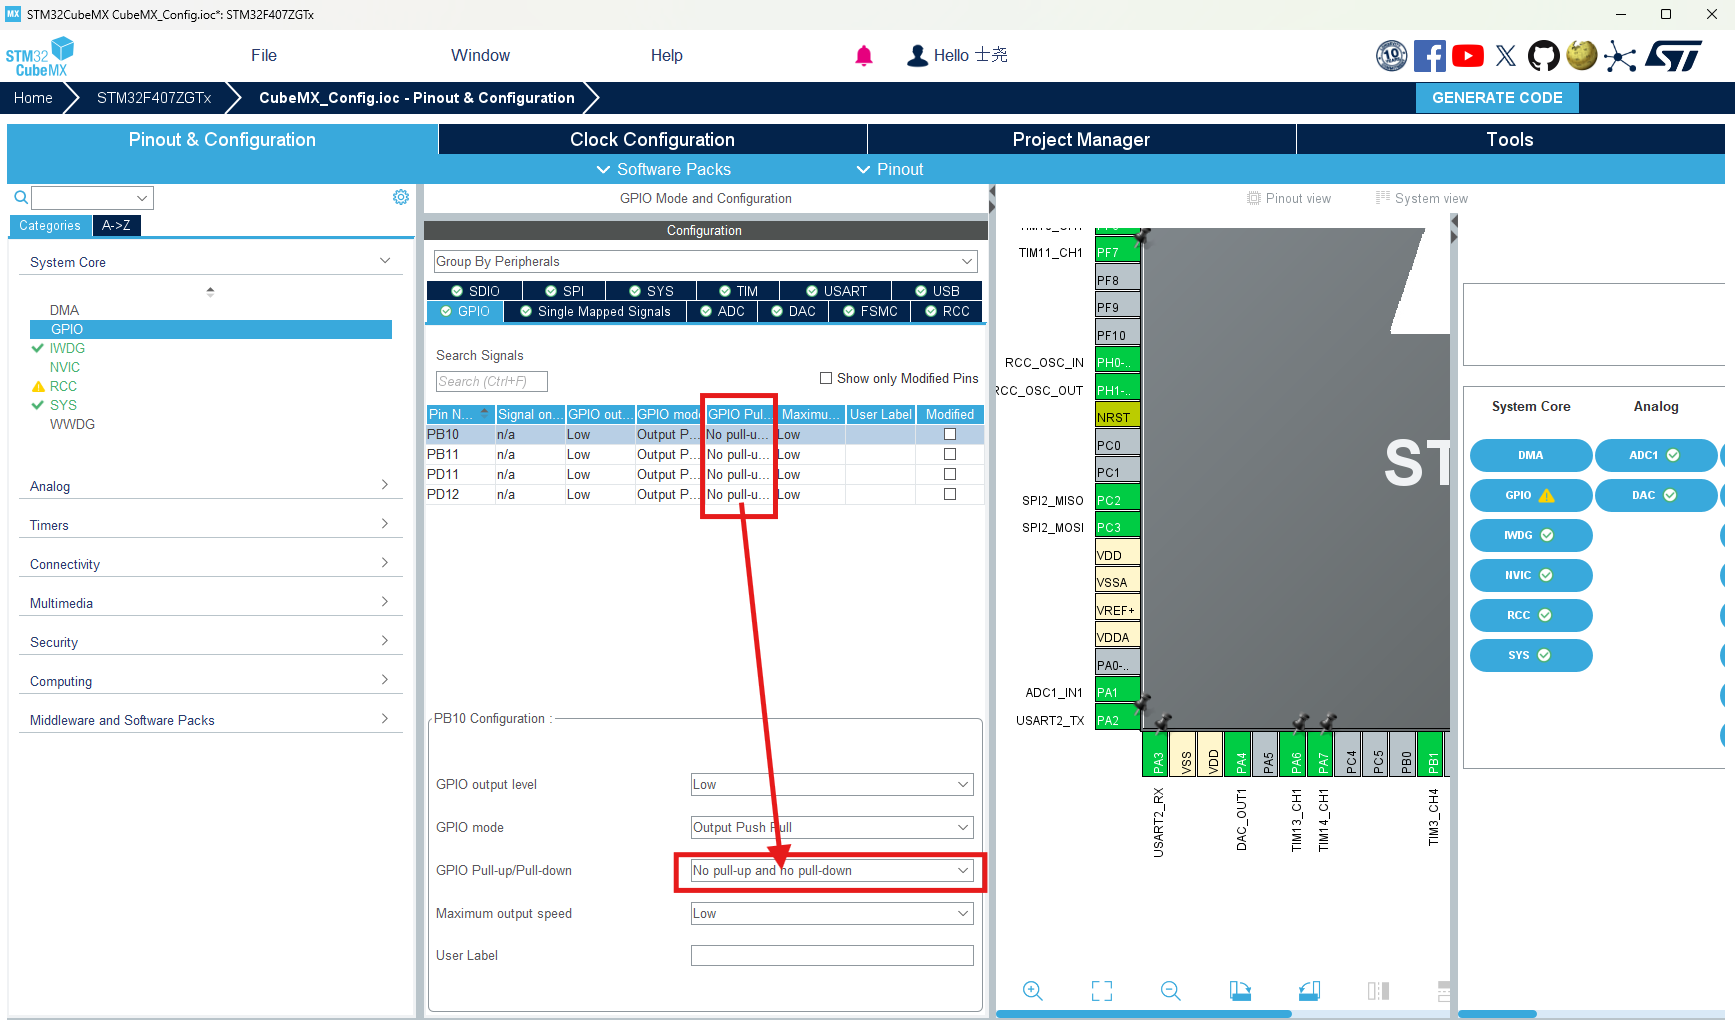 STM32CubeMX CubeMX_Config.ioc*: STM32F407ZGTx
STM32 CubeMX
File
Window
Help
Hello 士尧
Home
STM32F407ZGTx
CubeMX_Config.ioc - Pinout & Configuration
GENERATE CODE
Pinout & Configuration
Clock Configuration
Project Manager
Tools
Software Packs
Pinout
Categories
A->Z
System Core
DMA
GPIO
IWDG
NVIC
RCC
SYS
WWDG
Analog
Timers
Connectivity
Multimedia
Security
Computing
Middleware and Software Packs
GPIO Mode and Configuration
Configuration
Group By Peripherals
SDIO SPI SYS TIM USART USB
GPIO Single Mapped Signals ADC DAC FSMC RCC
Search Signals
Search (Ctrl+F)
Show only Modified Pins
Pin N... Signal on... GPIO out... GPIO mode GPIO Pul... Maximu... User Label Modified
PB10 n/a Low Output P... No pull-u... Low
PB11 n/a Low Output P... No pull-u... Low
PD11 n/a Low Output P... No pull-u... Low
PD12 n/a Low Output P... No pull-u... Low
PB10 Configuration :
GPIO output level Low
GPIO mode Output Push Pull
GPIO Pull-up/Pull-down No pull-up and no pull-down
Maximum output speed Low
User Label
Pinout view
System view
TIM11_CH1 PF7
PF8
PF9
PF10
RCC_OSC_IN PH0-..
RCC_OSC_OUT PH1-..
NRST
PC0
PC1
SPI2_MISO PC2
SPI2_MOSI PC3
VDD
VSSA
VREF+
VDDA
PA0-..
ADC1_IN1 PA1
USART2_TX PA2
ST
PA3 VSS VDD PA4 PA5 PA6 PA7 PC4 PC5 PB0 PB1
USART2_RX DAC_OUT1 TIM13_CH1 TIM14_CH1 TIM3_CH4
System Core
DMA
GPIO
IWDG
NVIC
RCC
SYS
Analog
ADC1
DAC